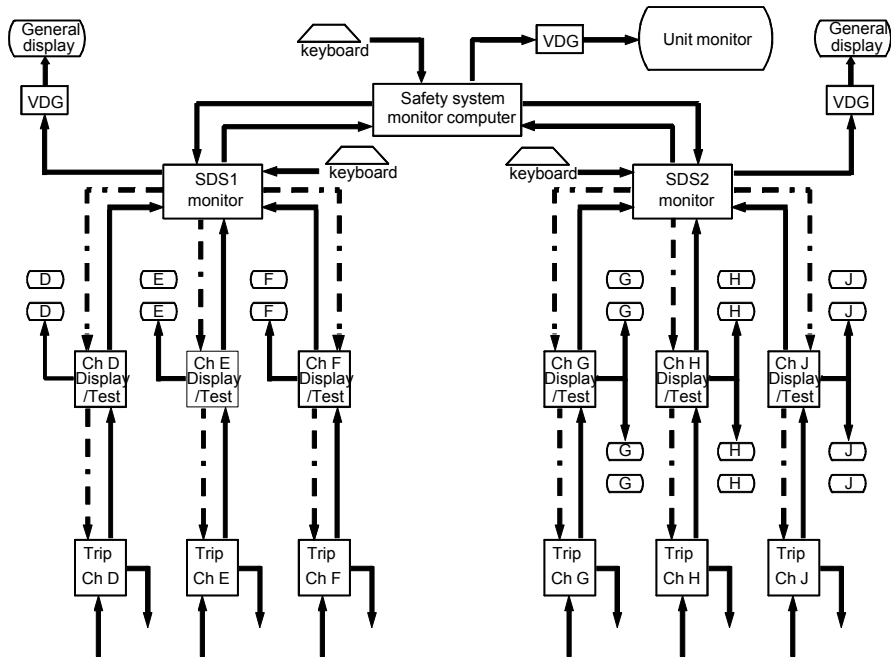 General
display
keyboard
VDG
Unit monitor
General
display
VDG
VDG
Safety system
monitor computer
SDS1
monitor
keyboard
keyboard
SDS2
monitor
D
E
F
G
H
J
D
E
F
G
H
J
Ch D
Display
/Test
Ch E
Display
/Test
Ch F
Display
/Test
Ch G
Display
/Test
Ch H
Display
/Test
Ch J
Display
/Test
G
H
J
G
H
J
Trip
Ch D
Trip
Ch E
Trip
Ch F
Trip
Ch G
Trip
Ch H
Trip
Ch J